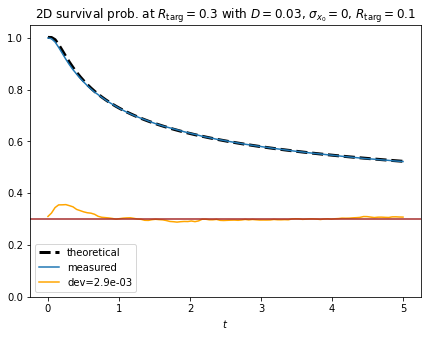 2D survival prob. at $R_{\mathrm{targ}} = 0.3$ with $D = 0.03$, $\sigma_{x_0} = 0$, $R_{\mathrm{targ}} = 0.1$
1.0
0.8
0.6
0.4
0.2
0.0
theoretical
measured
dev=2.9e-03
0 1 2 3 4 5
t